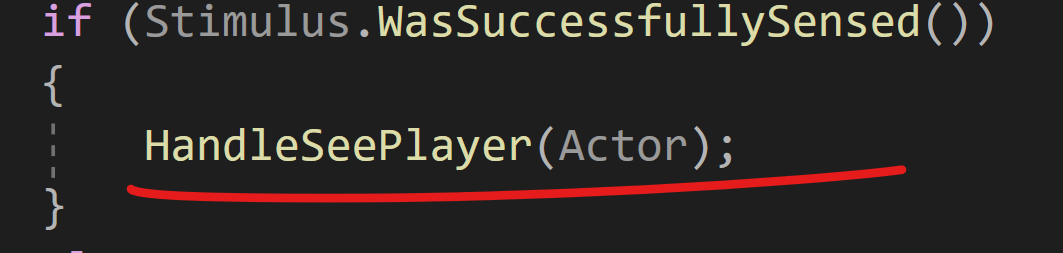 if (Stimulus.WasSuccessfullySensed())
{
HandleSeePlayer(Actor);
}